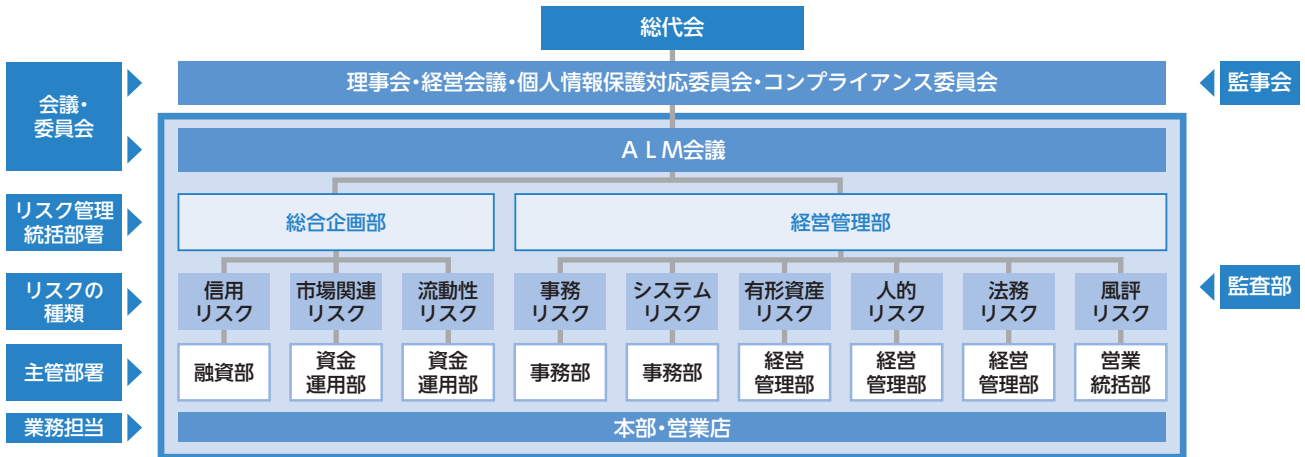 総代会
会議・
委員会
理事会・経営会議・個人情報保護対応委員会・コンプライアンス委員会
監事会
ＡＬＭ会議
リスク管理
統括部署
総合企画部
経営管理部
リスクの
種類
信用
リスク
市場関連
リスク
流動性
リスク
事務
リスク
システム
リスク
有形資産
リスク
人的
リスク
法務
リスク
風評
リスク
監査部
主管部署
融資部
資金
運用部
資金
運用部
事務部
事務部
経営
管理部
経営
管理部
経営
管理部
営業
統括部
業務担当
本部・営業店